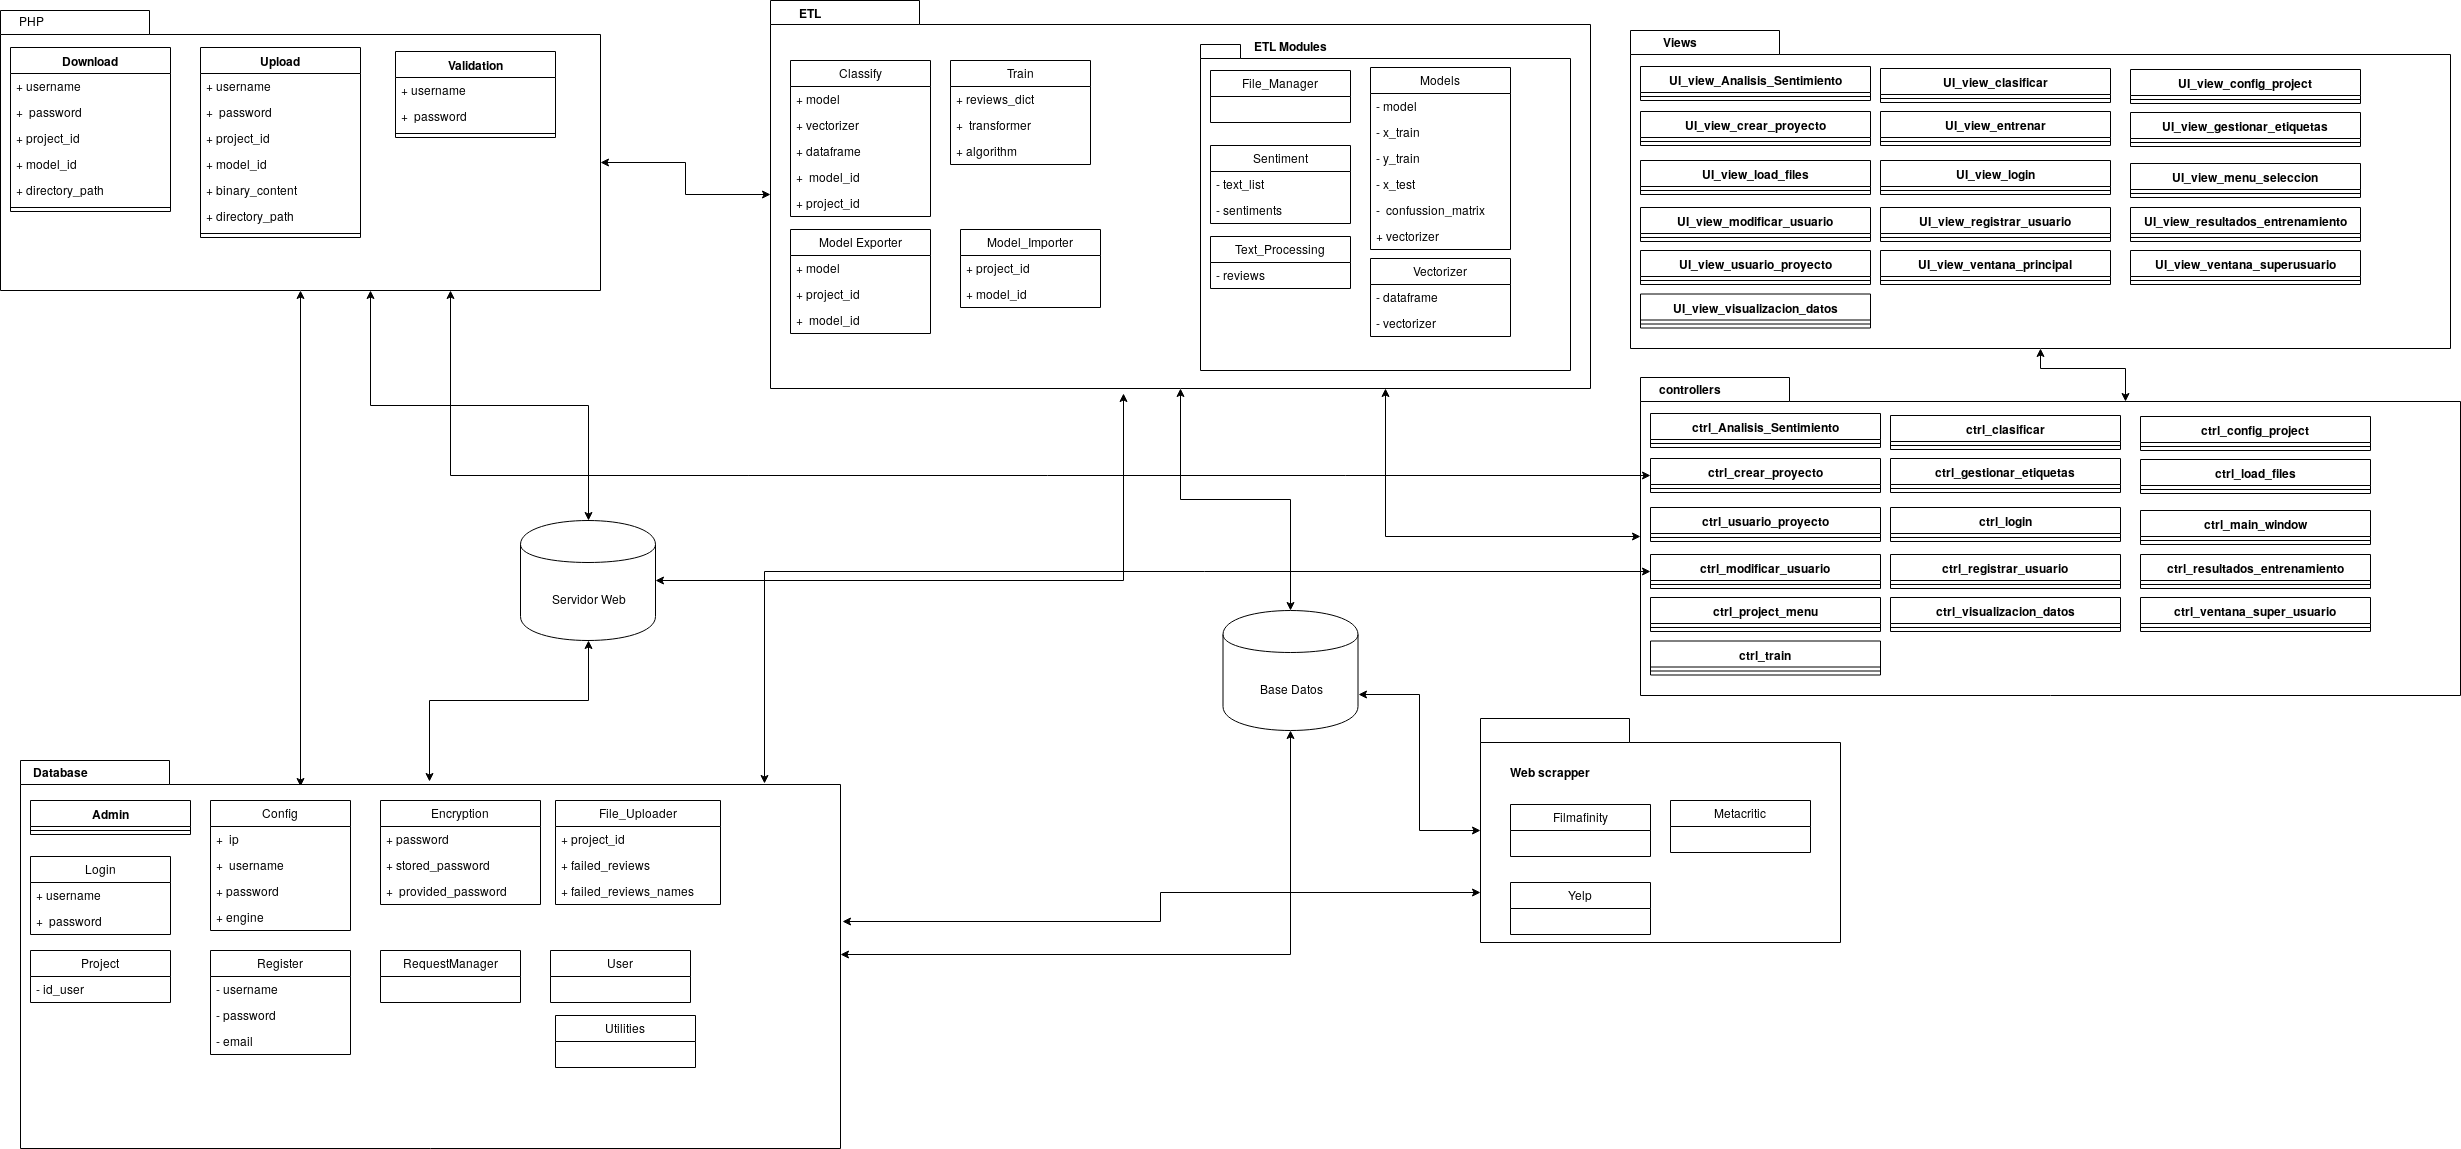 PHP
Download
+ username
+  password
+ project_id
+ model_id
+ directory_path
Upload
+ username
+  password
+ project_id
+ model_id
+ binary_content
+ directory_path
Validation
+ username
+  password
ETL
Classify
+ model
+ vectorizer
+ dataframe
+  model_id
+ project_id
Train
+ reviews_dict
+  transformer
+ algorithm
Model Exporter
+ model
+ project_id
+  model_id
Model_Importer
+ project_id
+ model_id
ETL Modules
File_Manager
Sentiment
- text_list
- sentiments
Text_Processing
- reviews
Models
- model
- x_train
- y_train
- x_test
-  confussion_matrix
+ vectorizer
Vectorizer
- dataframe
- vectorizer
Views
UI_view_Analisis_Sentimiento
UI_view_clasificar
UI_view_config_project
UI_view_crear_proyecto
UI_view_entrenar
UI_view_gestionar_etiquetas
UI_view_load_files
UI_view_login
UI_view_menu_seleccion
UI_view_modificar_usuario
UI_view_registrar_usuario
UI_view_resultados_entrenamiento
UI_view_usuario_proyecto
UI_view_ventana_principal
UI_view_ventana_superusuario
UI_view_visualizacion_datos
controllers
ctrl_Analisis_Sentimiento
ctrl_clasificar
ctrl_config_project
ctrl_crear_proyecto
ctrl_gestionar_etiquetas
ctrl_load_files
ctrl_usuario_proyecto
ctrl_login
ctrl_main_window
ctrl_modificar_usuario
ctrl_registrar_usuario
ctrl_resultados_entrenamiento
ctrl_project_menu
ctrl_visualizacion_datos
ctrl_ventana_super_usuario
ctrl_train
Servidor Web
Base Datos
Web scrapper
Filmafinity
Metacritic
Yelp
Database
Admin
Config
+  ip
+  username
+ password
+ engine
Encryption
+ password
+ stored_password
+  provided_password
File_Uploader
+ project_id
+ failed_reviews
+ failed_reviews_names
Login
+ username
+  password
Project
- id_user
Register
- username
- password
- email
RequestManager
User
Utilities